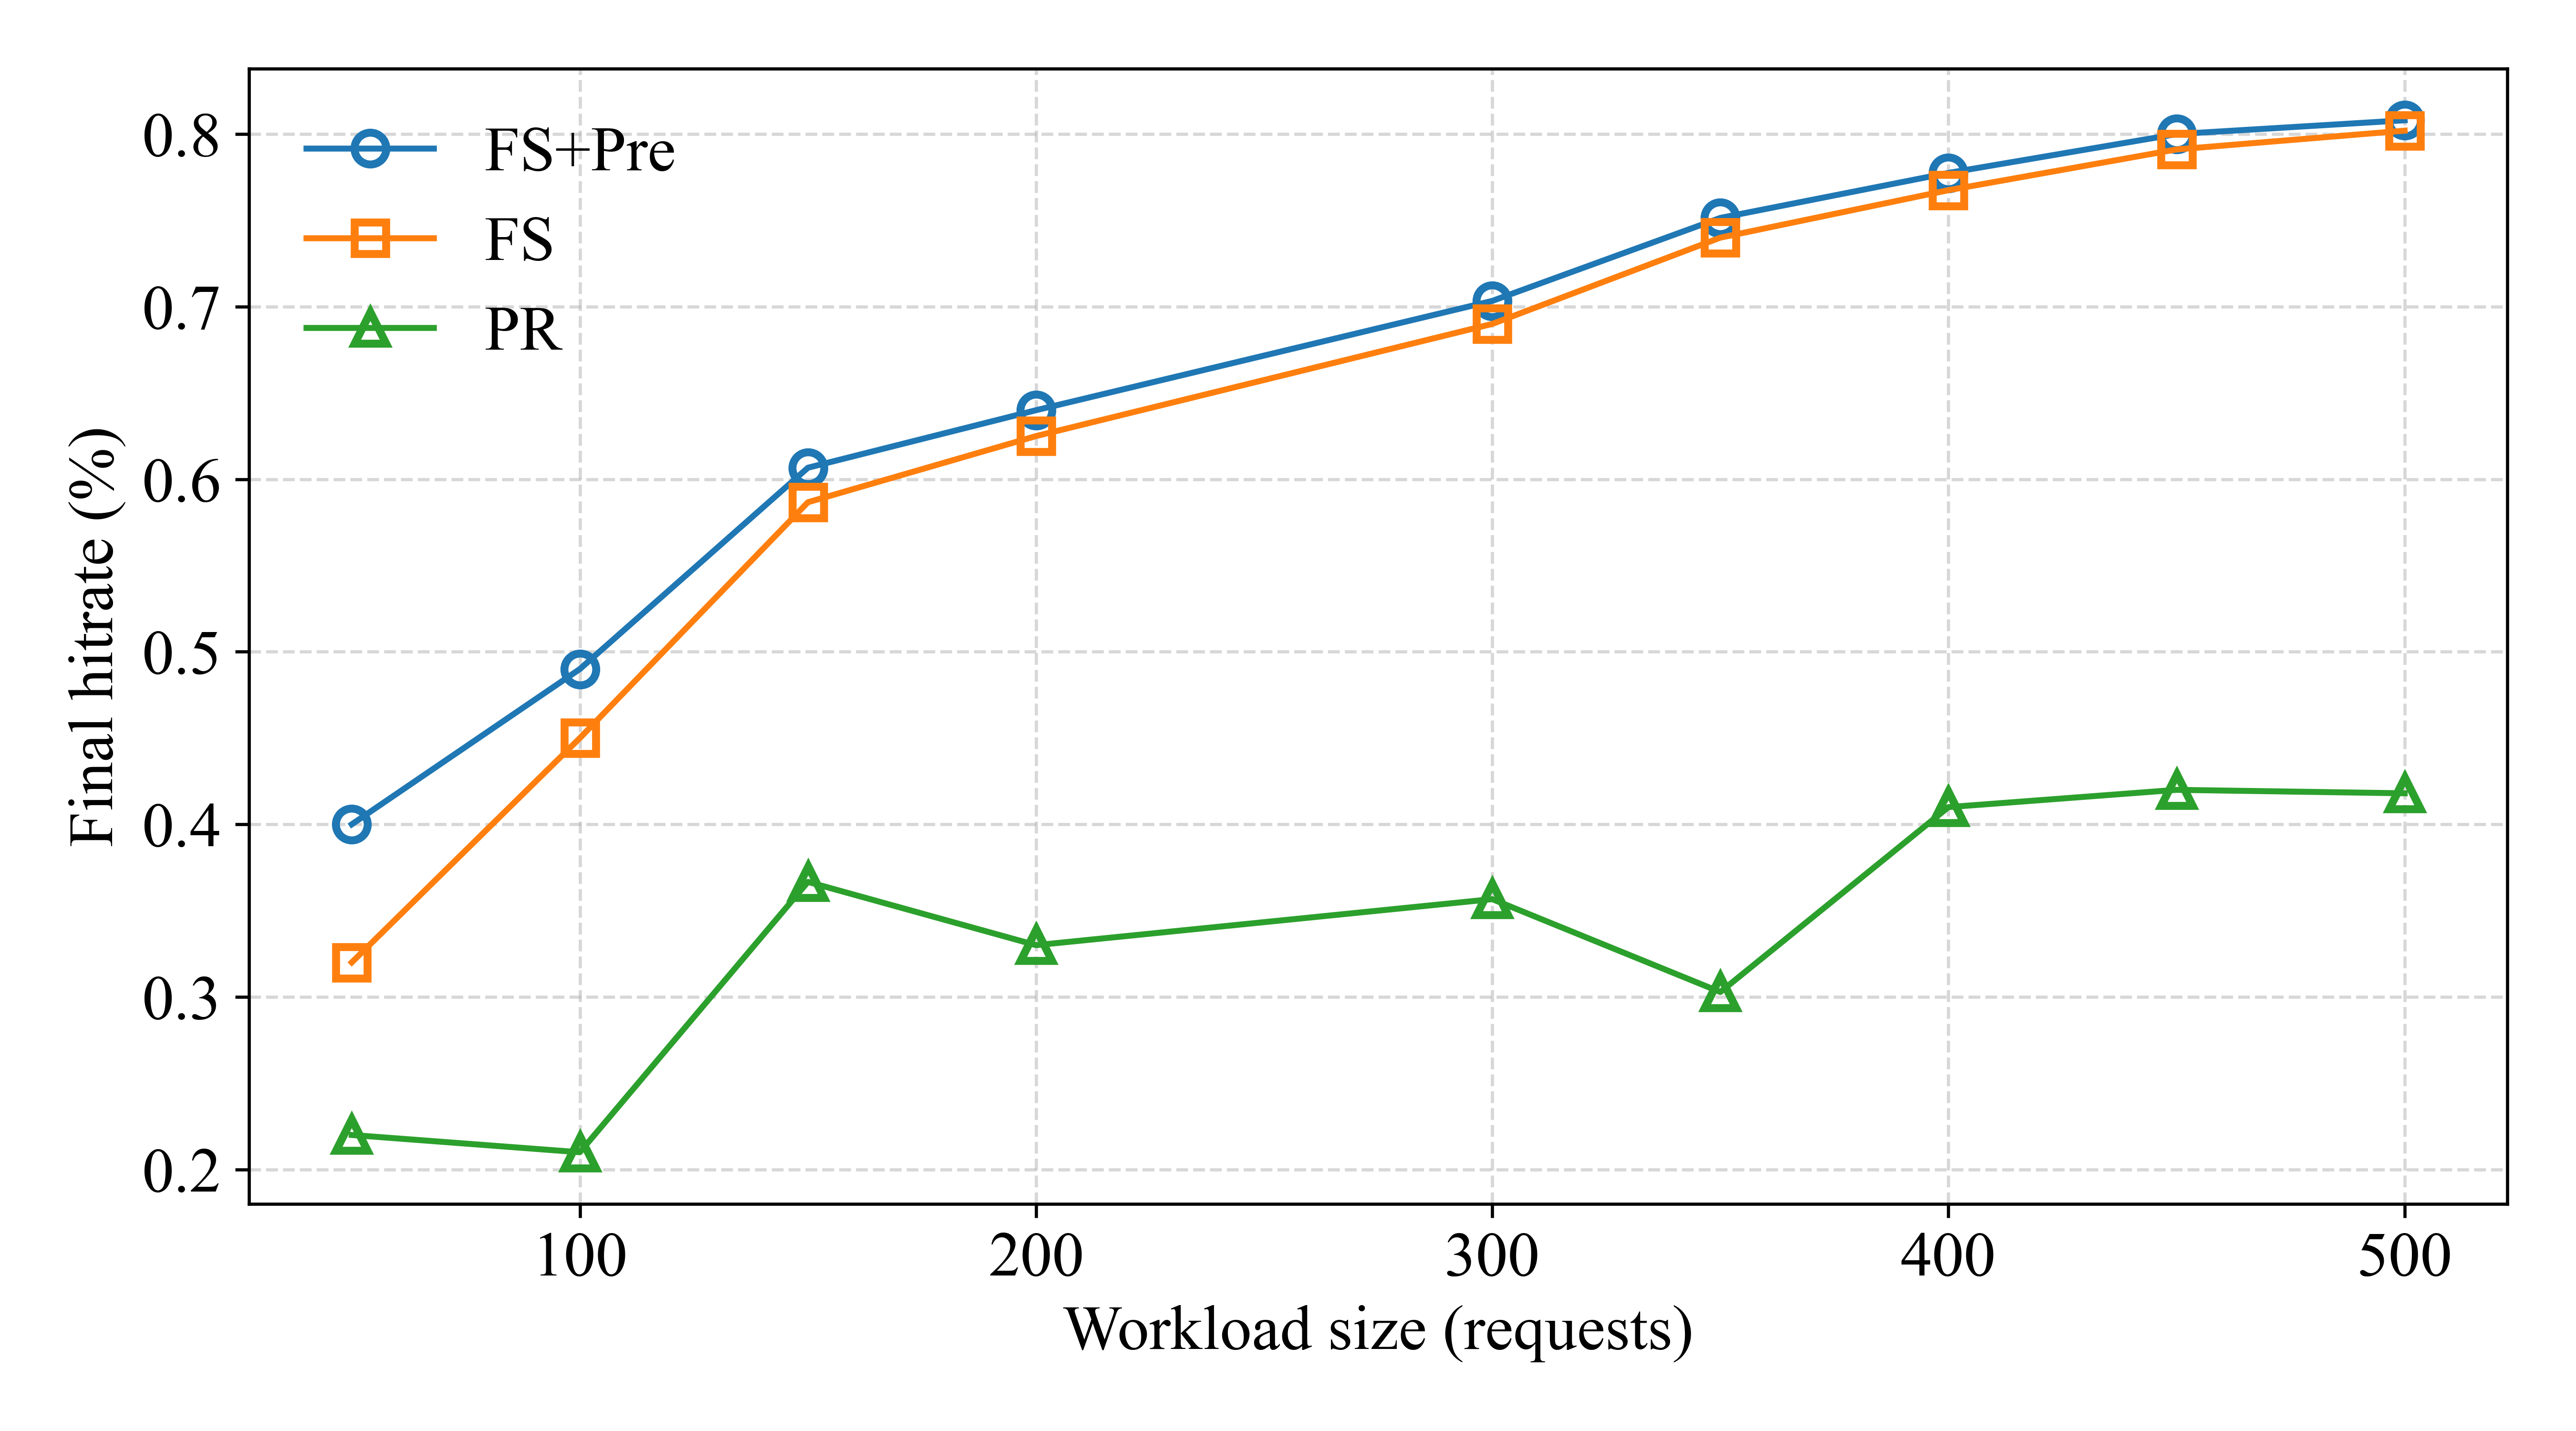 FS+Pre
FS
PR
Final hitrate (%)
0.8
0.7
0.6
0.5
0.4
0.3
0.2
100 200 300 400 500
Workload size (requests)